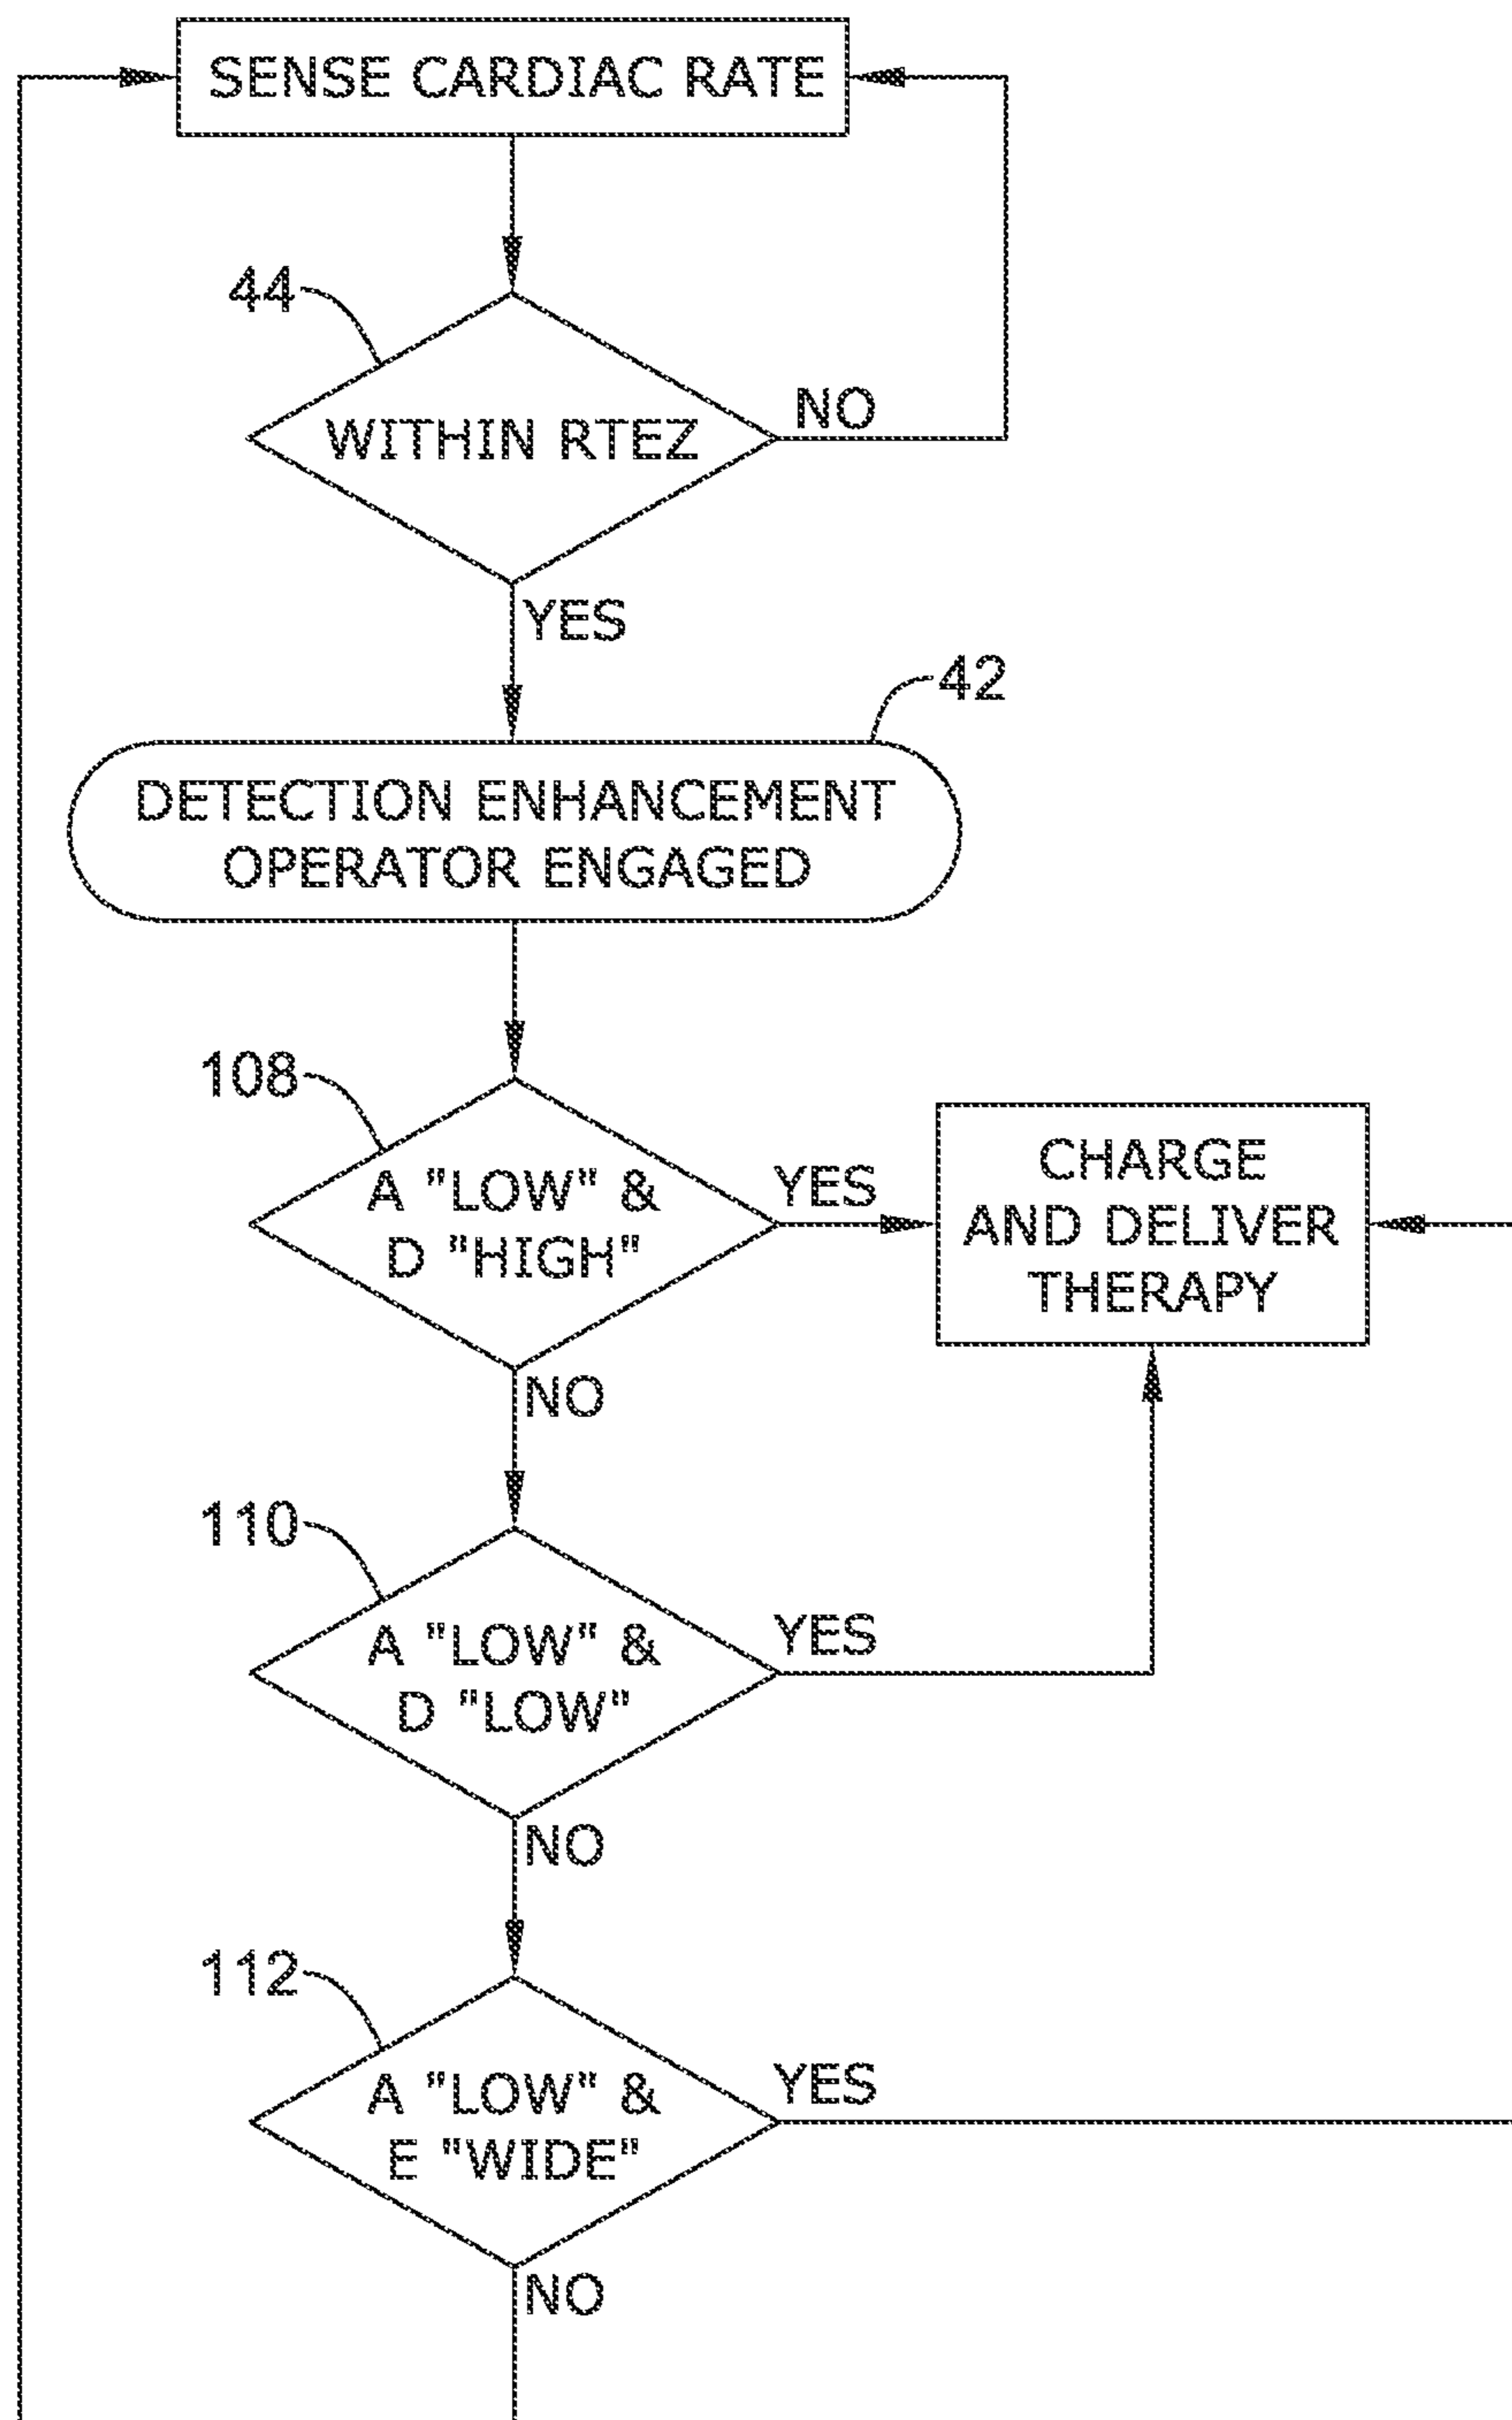 SENSE CARDIAC RATE
44
WITHIN RTEZ
NO
YES
42
DETECTION ENHANCEMENT
OPERATOR ENGAGED
108
A "LOW" &
D "HIGH"
YES
CHARGE
AND DELIVER
THERAPY
NO
110
A "LOW" &
D "LOW"
YES
NO
112
A "LOW" &
E "WIDE"
YES
NO